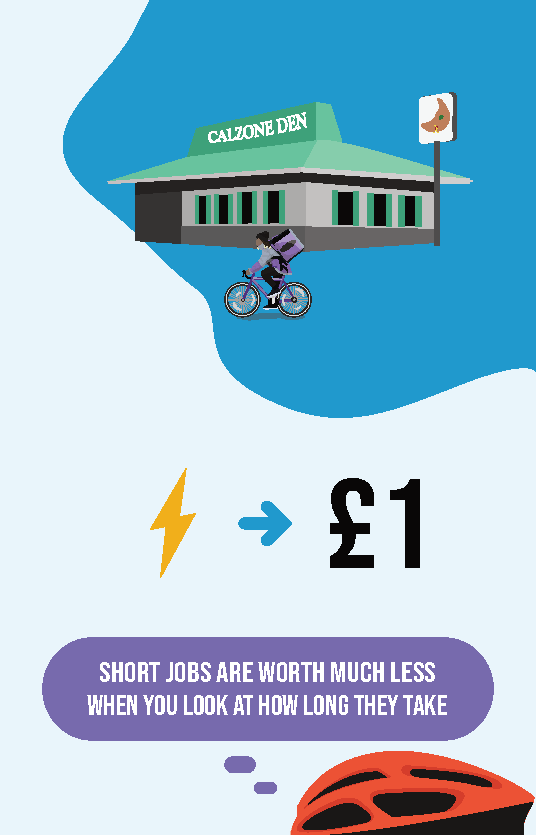 CALZONE DEN
£1
SHORT JOBS ARE WORTH MUCH LESS
WHEN YOU LOOK AT HOW LONG THEY TAKE